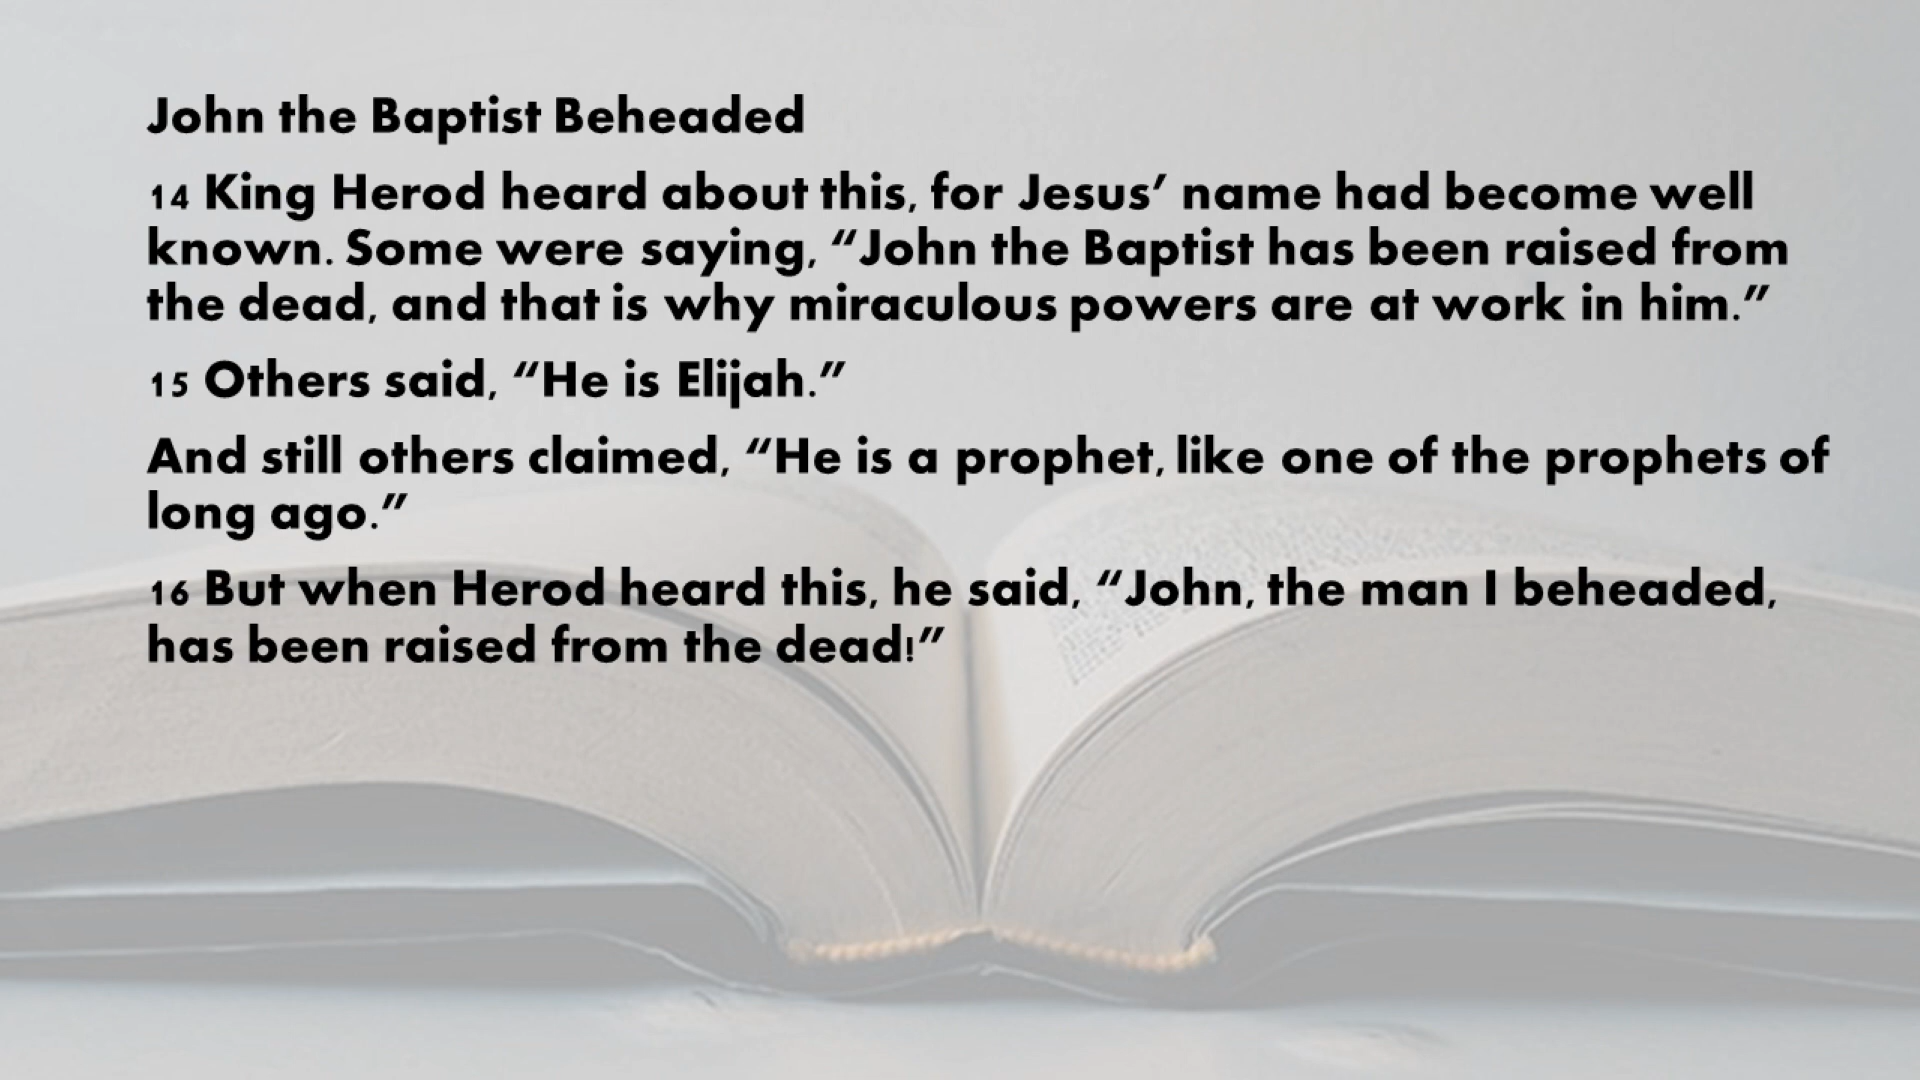 John the Baptist Beheaded
14 King Herod heard about this, for Jesus’ name had become well
known. Some were saying, “John the Baptist has been raised from
the dead, and that is why miraculous powers are at work in him.”
15 Others said, “He is Elijah.”
And still others claimed, “He is a prophet, like one of the prophets of
long ago.”
16 But when Herod heard this, he said, “John, the man I beheaded,
has been raised from the dead!”